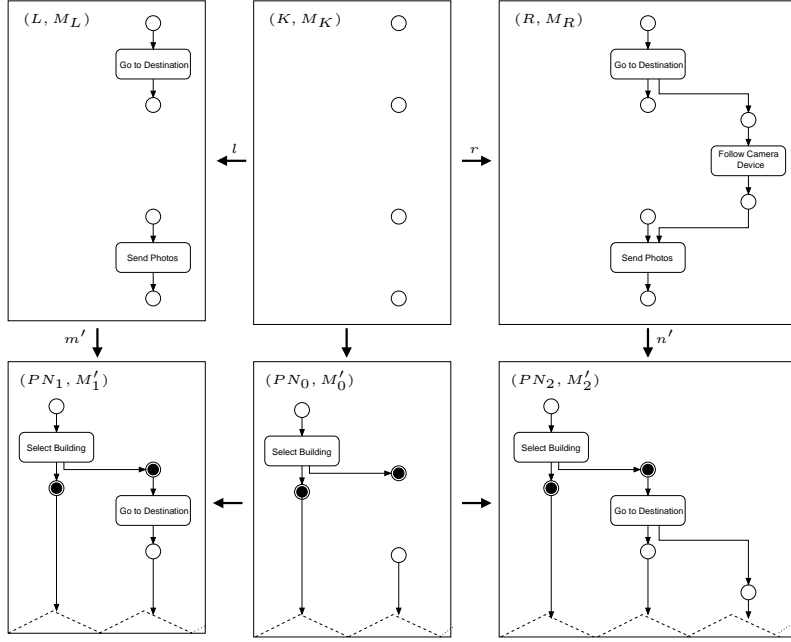 (L, M_L)
(K, M_K)
(R, M_R)
Go to Destination
Go to Destination
l
r
Follow Camera
Device
Send Photos
Send Photos
m′
n′
(PN_1, M′_1)
(PN_0, M′_0)
(PN_2, M′_2)
Select Building
Select Building
Select Building
Go to Destination
Go to Destination